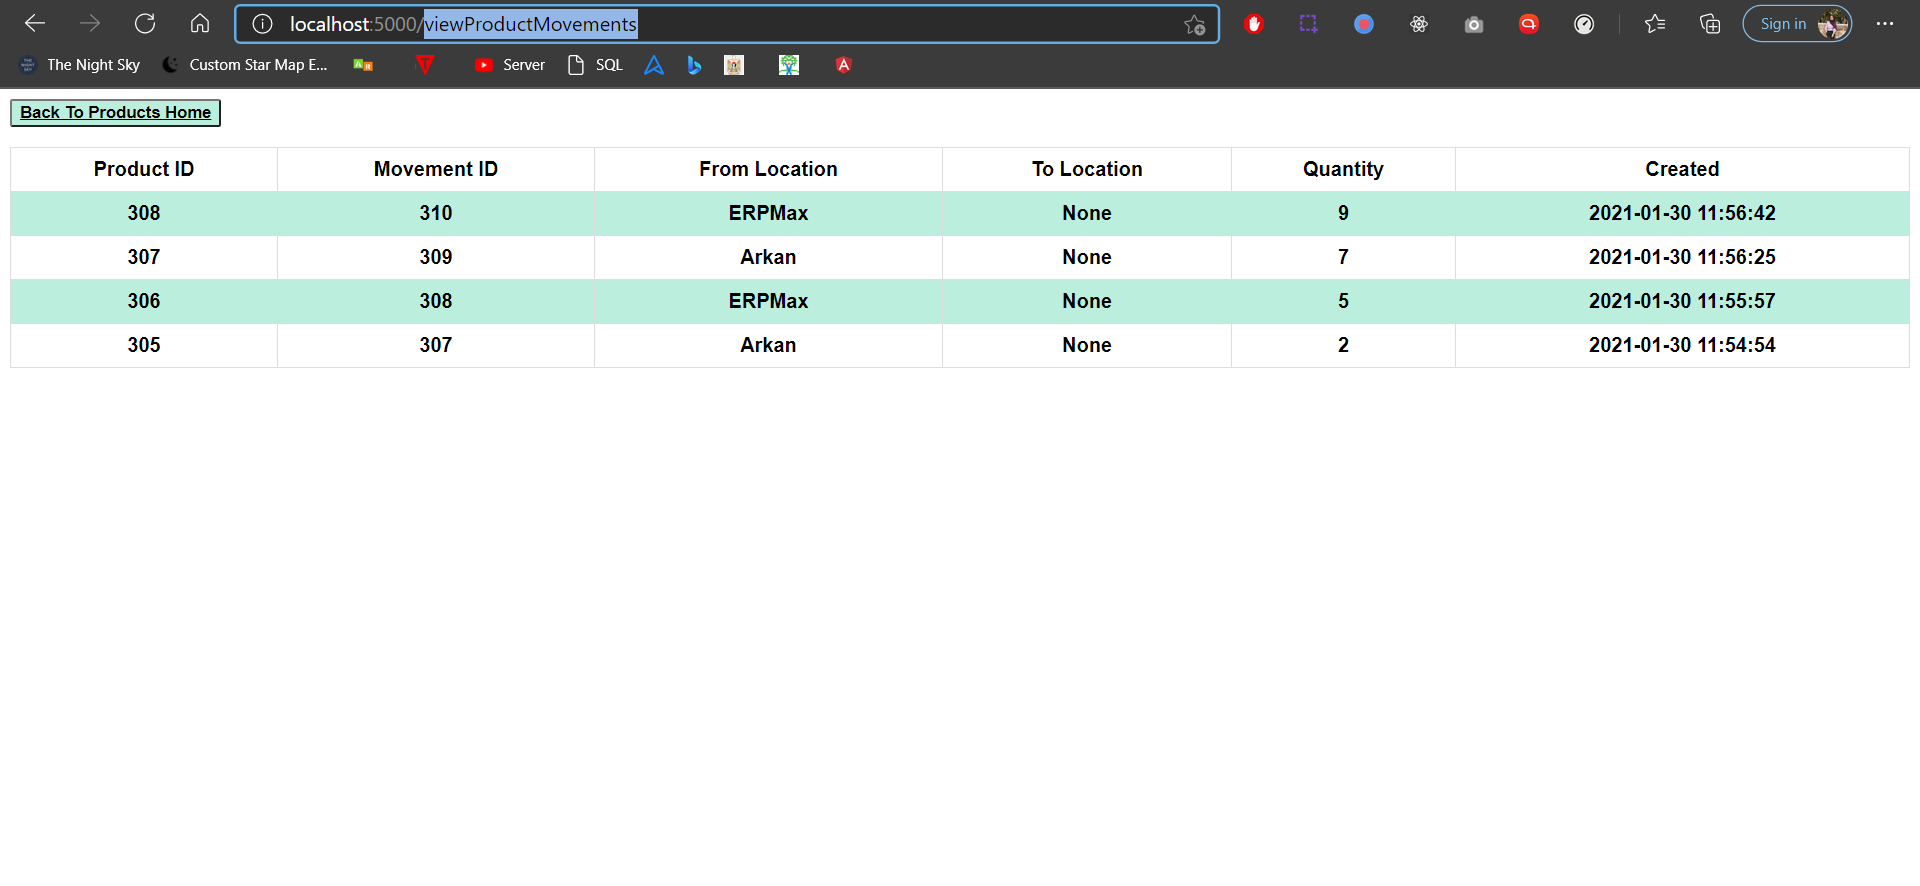 localhost:5000/viewProductMovements
Sign in
The Night Sky Custom Star Map E... Server SQL
Back To Products Home
Product ID Movement ID From Location To Location Quantity Created
308 310 ERPMax None 9 2021-01-30 11:56:42
307 309 Arkan None 7 2021-01-30 11:56:25
306 308 ERPMax None 5 2021-01-30 11:55:57
305 307 Arkan None 2 2021-01-30 11:54:54